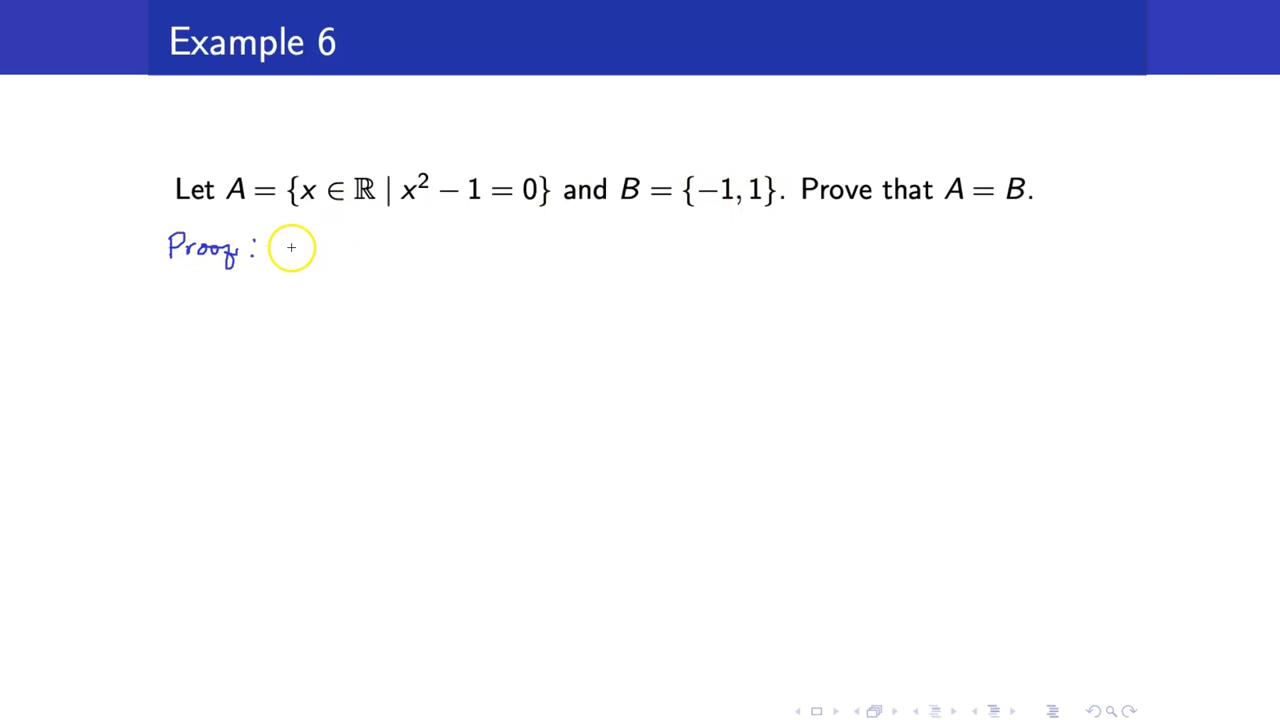 Example 6
Let A = {x ∈ ℝ | x² − 1 = 0} and B = {−1, 1}. Prove that A = B.
Proof: